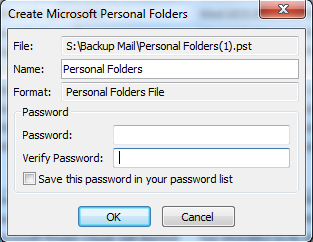 Create Microsoft Personal Folders
File: S:\Backup Mail\Personal Folders(1).pst
Name: Personal Folders
Format: Personal Folders File
Password
Password:
Verify Password:
Save this password in your password list
OK Cancel